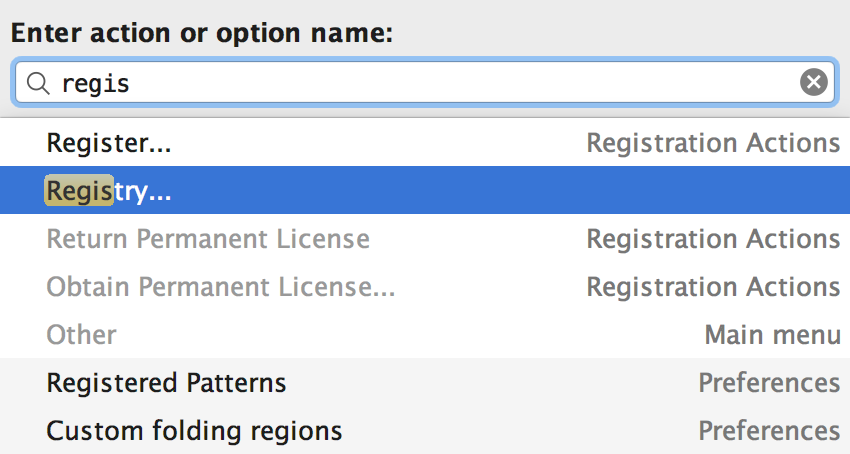 Enter action or option name:
regis
Register... Registration Actions
Registry...
Return Permanent License Registration Actions
Obtain Permanent License... Registration Actions
Other Main menu
Registered Patterns Preferences
Custom folding regions Preferences